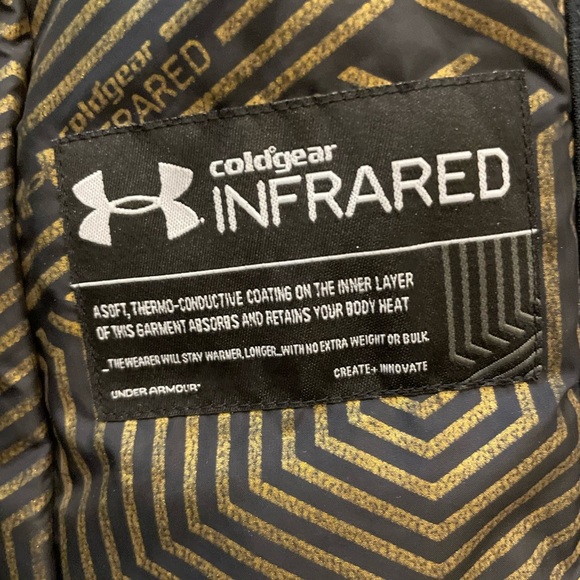 coldgear
INFRARED
coldgear
INFRARED
A SOFT, THERMO-CONDUCTIVE COATING ON THE INNER LAYER
OF THIS GARMENT ABSORBS AND RETAINS YOUR BODY HEAT
_THE WEARER WILL STAY WARMER, LONGER_WITH NO EXTRA WEIGHT OR BULK.
CREATE + INNOVATE
UNDER ARMOUR®